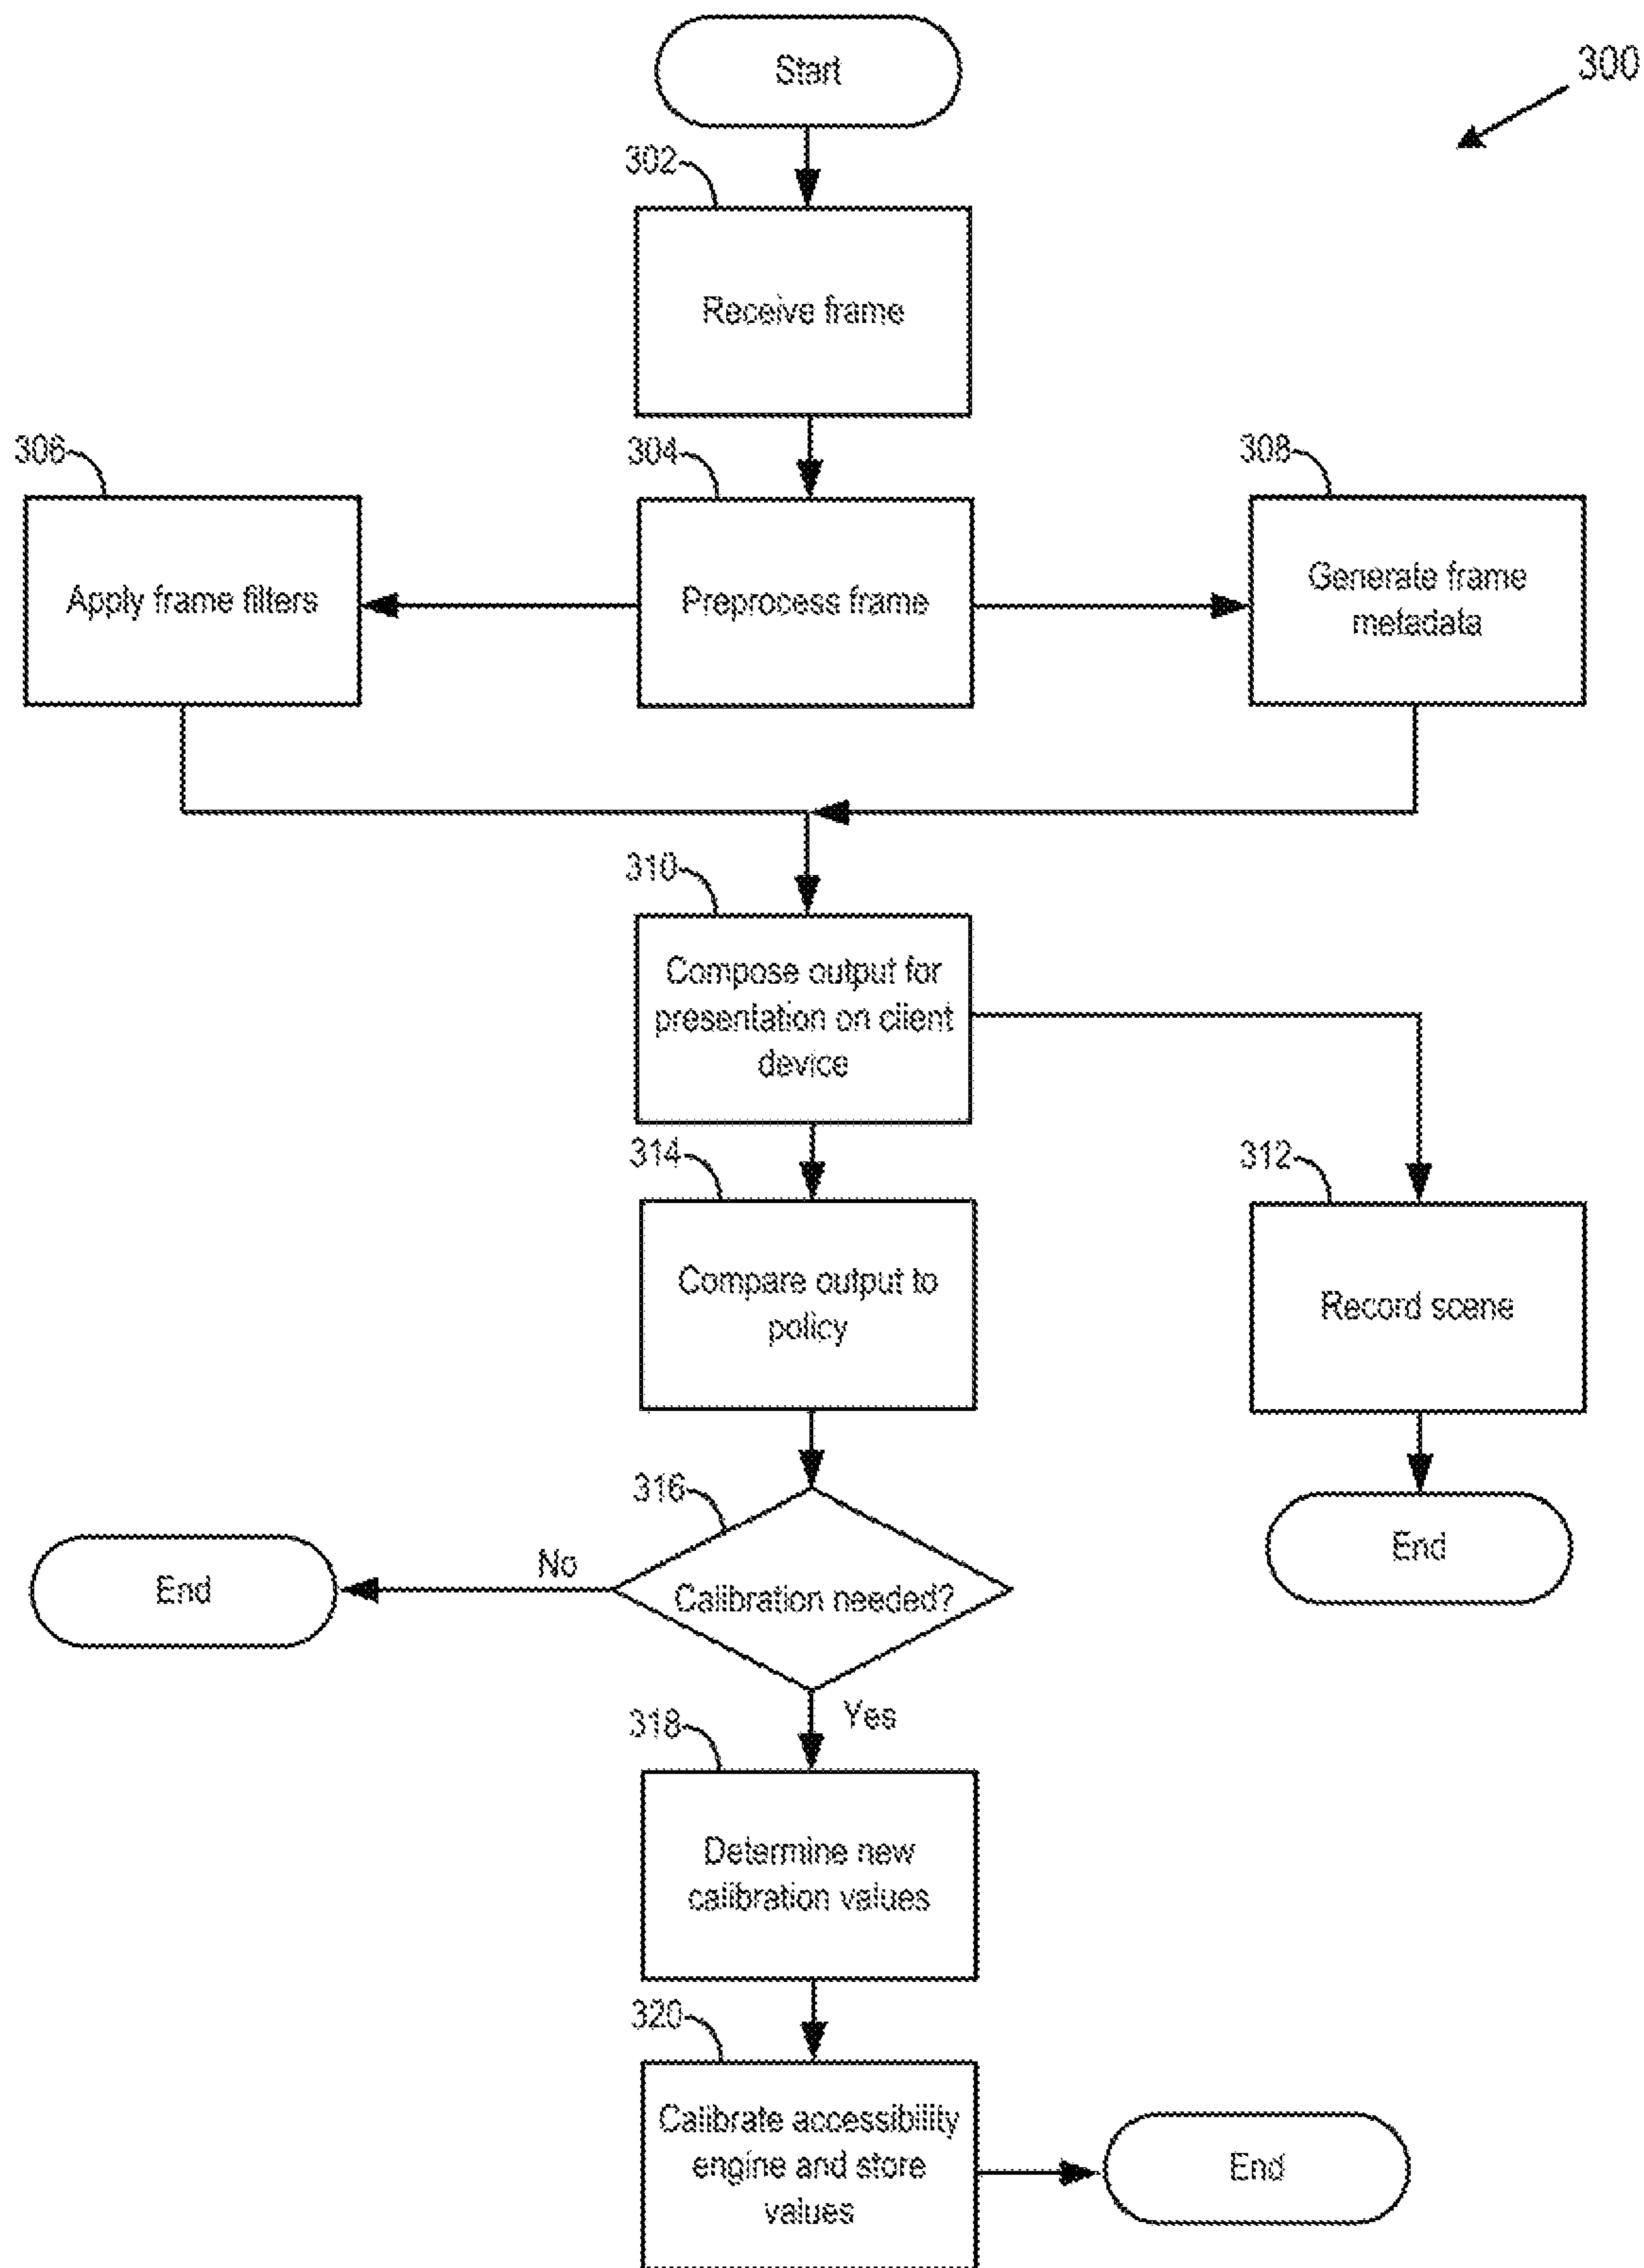 Start
300
302
Receive frame
306
304
308
Apply frame filters
Preprocess frame
Generate frame
metadata
310
Compose output for
presentation on client
device
314
312
Compare output to
policy
Record scene
316
End
No
Calibration needed?
End
Yes
318
Determine new
calibration values
320
Calibrate accessibility
engine and store
values
End